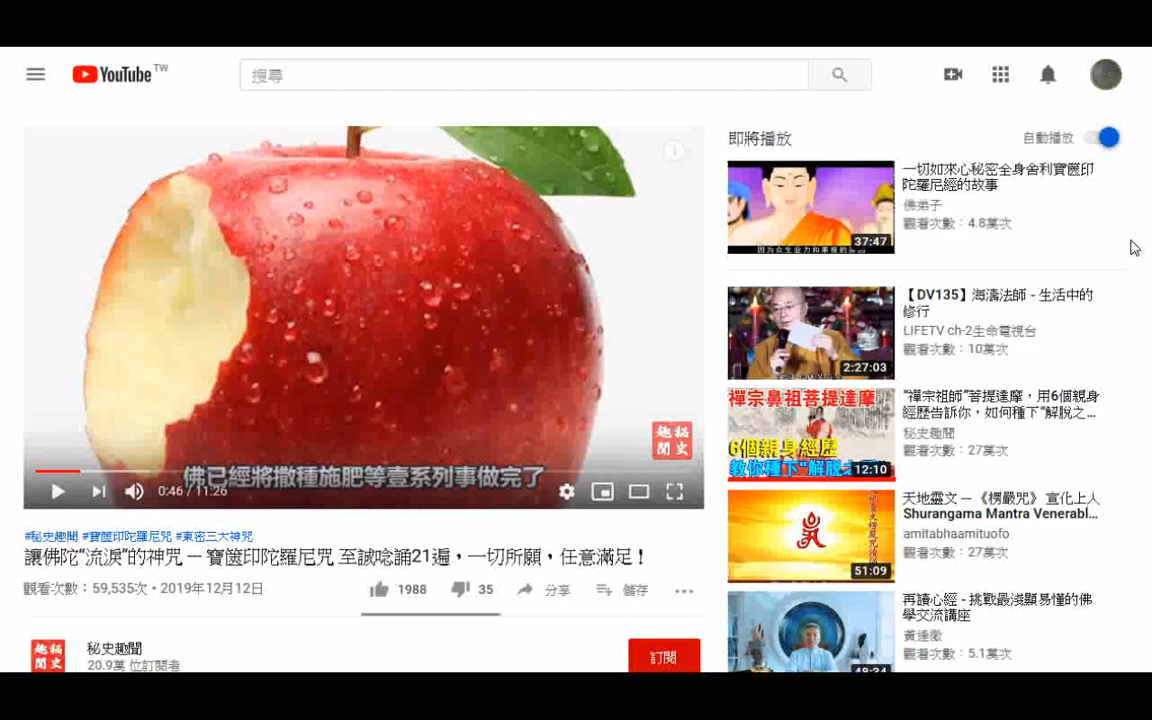 YouTube TW
搜尋
即將播放
自動播放
一切如來心秘密全身舍利寶篋印
陀羅尼經的故事
佛弟子
觀看次數：4.8萬次
37:47
【DV135】海濤法師 - 生活中的
修行
LIFETV ch-2生命電視台
觀看次數：10萬次
2:27:03
禪宗鼻祖菩提達摩
6個親身經歷
12:10
“禪宗祖師”菩提達摩，用6個親身
經歷告訴你，如何種下“解脫之...
秘史趣聞
觀看次數：27萬次
天地靈文 — 《楞嚴咒》 宣化上人
Shurangama Mantra Venerabl...
amitabhaamituofo
觀看次數：27萬次
51:09
再讀心經 - 挑戰最淺顯易懂的佛
學交流講座
黃達徵
觀看次數：5.1萬次
48:34
趣秘
聞史
佛已經將撒種施肥等壹系列事做完了
0:46 / 11:26
#秘史趣聞 #寶篋印陀羅尼咒 #東密三大神咒
讓佛陀“流淚”的神咒 — 寶篋印陀羅尼咒 至誠唸誦21遍，一切所願，任意滿足！
觀看次數：59,535次 • 2019年12月12日
1988
35
分享
儲存
趣秘
聞史
秘史趣聞
20.9萬 位訂閱者
訂閱